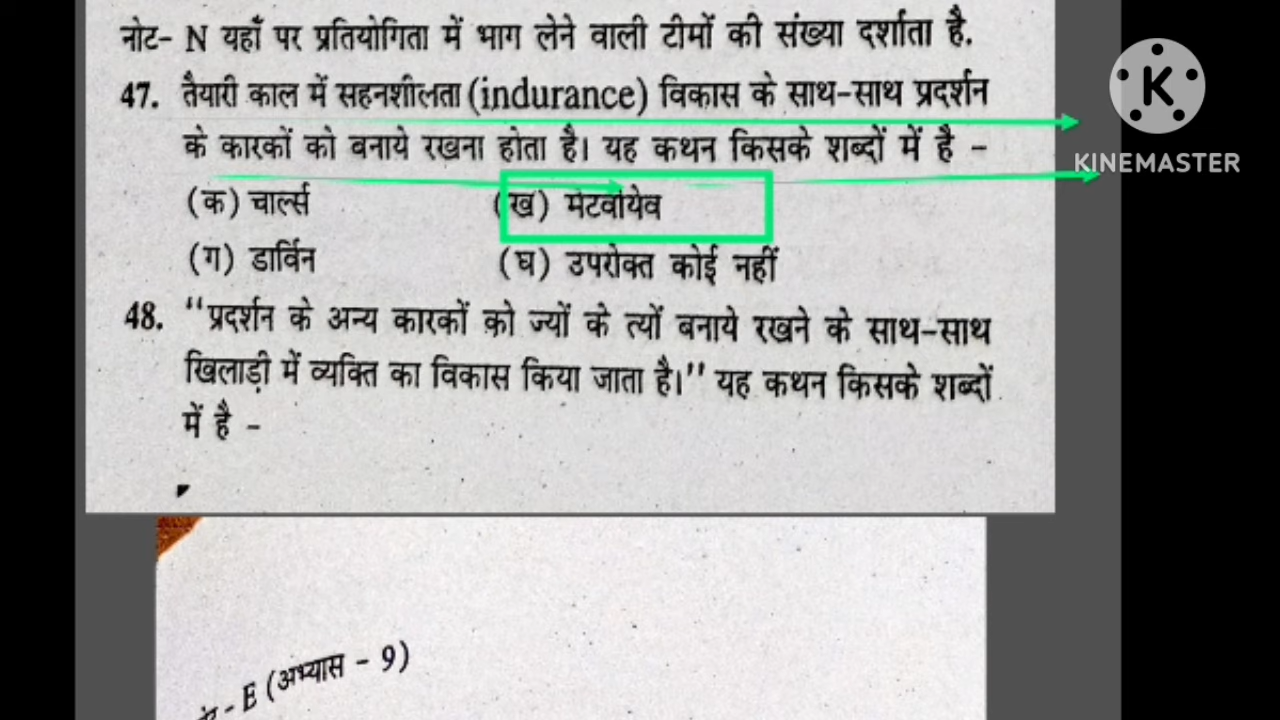 नोट- N यहाँ पर प्रतियोगिता में भाग लेने वाली टीमों की संख्या दर्शाता है.
47. तैयारी काल में सहनशीलता (indurance) विकास के साथ-साथ प्रदर्शन
के कारकों को बनाये रखना होता है। यह कथन किसके शब्दों में है -
(क) चार्ल्स (ख) मेटवांयेव
(ग) डार्विन (घ) उपरोक्त कोई नहीं
48. "प्रदर्शन के अन्य कारकों को ज्यों के त्यों बनाये रखने के साथ-साथ
खिलाड़ी में व्यक्ति का विकास किया जाता है।" यह कथन किसके शब्दों
में है -
- E (अभ्यास - 9)
K
KINEMASTER